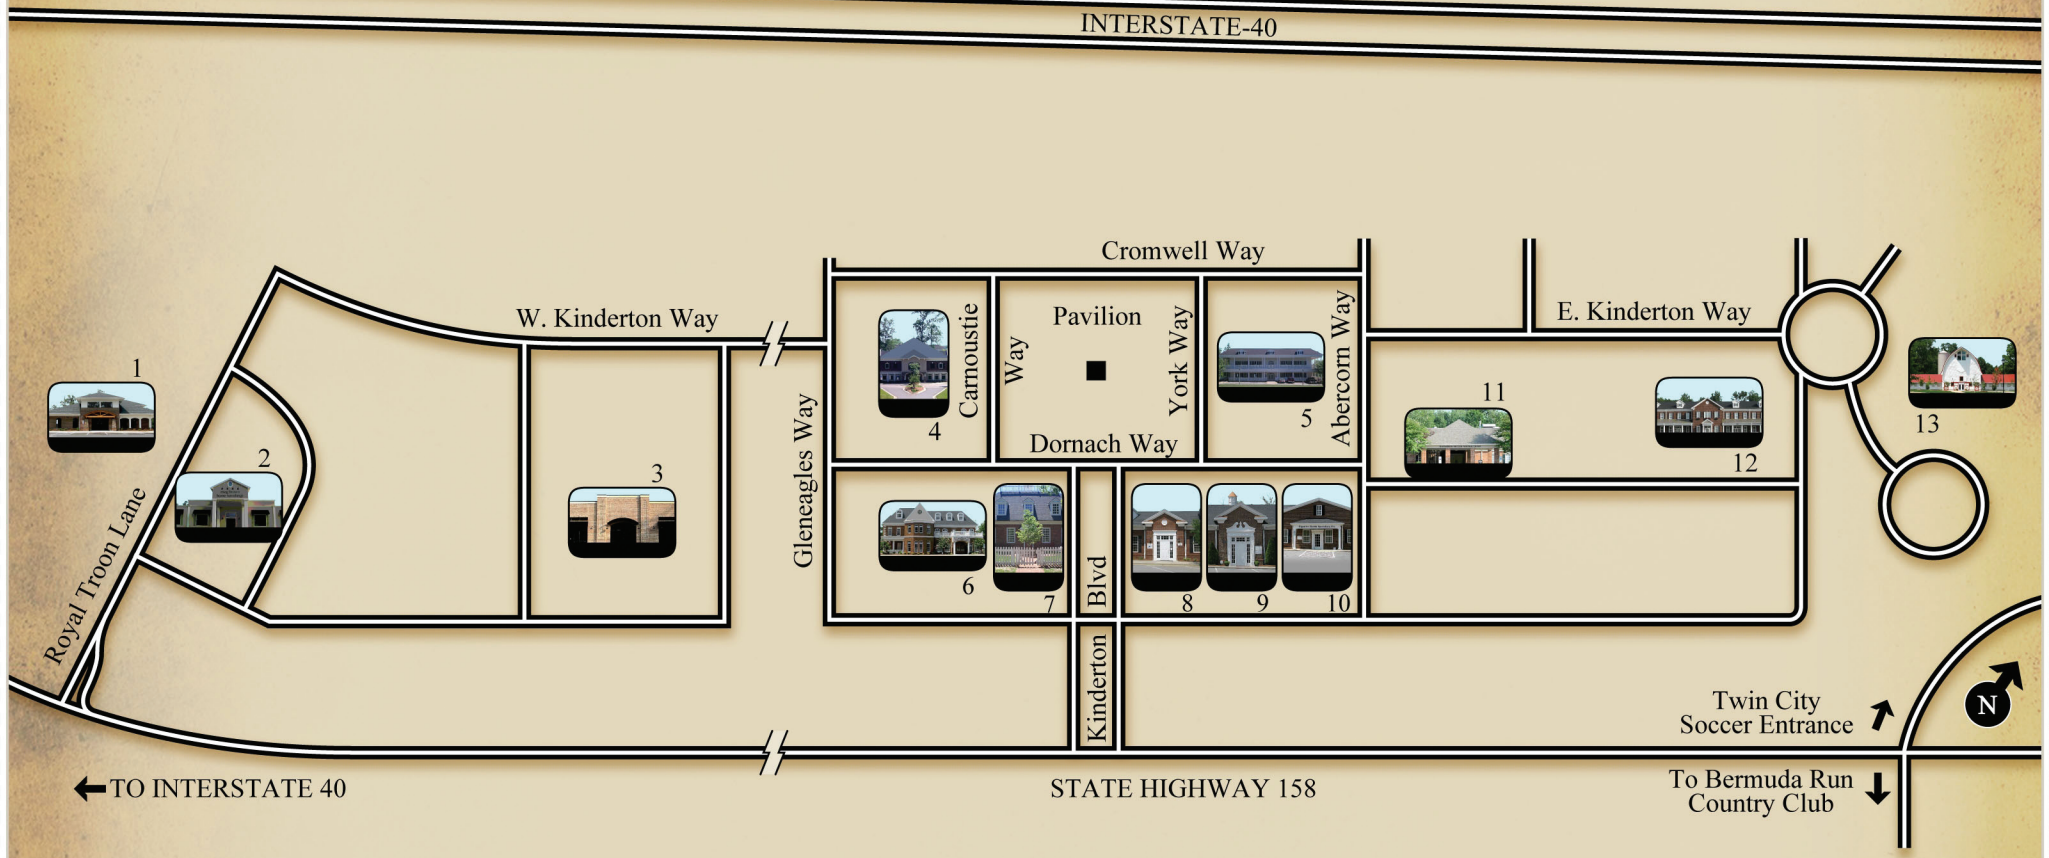 INTERSTATE-40
Cromwell Way
W. Kinderton Way
Pavilion
E. Kinderton Way
Carnoustie
Way
York Way
Abercorn Way
1
2
3
4
5
11
12
13
Gleneagles Way
Dornach Way
Royal Troon Lane
6
7
8
9
10
Kinderton Blvd
Twin City
Soccer Entrance
N
TO INTERSTATE 40
STATE HIGHWAY 158
To Bermuda Run
Country Club